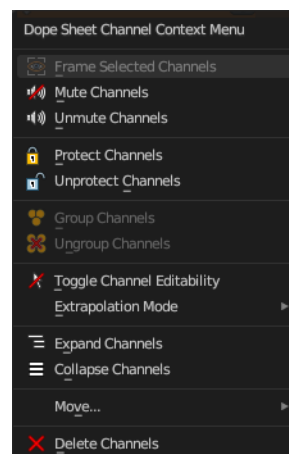 Dope Sheet Channel Context Menu
Frame Selected Channels
Mute Channels
Unmute Channels
Protect Channels
Unprotect Channels
Group Channels
Ungroup Channels
Toggle Channel Editability
Extrapolation Mode
Expand Channels
Collapse Channels
Move...
Delete Channels